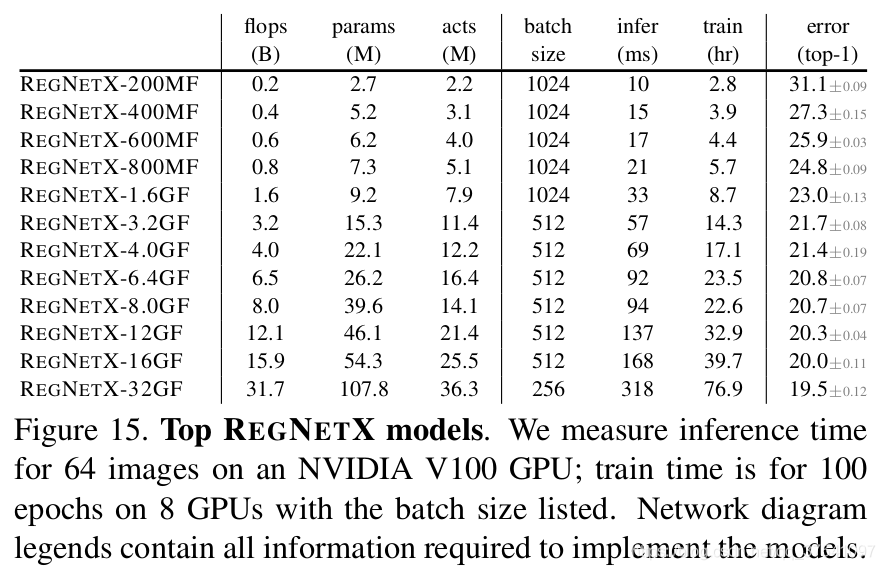 flops params acts batch infer train error
(B) (M) (M) size (ms) (hr) (top-1)
REGNETX-200MF 0.2 2.7 2.2 1024 10 2.8 31.1±0.09
REGNETX-400MF 0.4 5.2 3.1 1024 15 3.9 27.3±0.15
REGNETX-600MF 0.6 6.2 4.0 1024 17 4.4 25.9±0.03
REGNETX-800MF 0.8 7.3 5.1 1024 21 5.7 24.8±0.09
REGNETX-1.6GF 1.6 9.2 7.9 1024 33 8.7 23.0±0.13
REGNETX-3.2GF 3.2 15.3 11.4 512 57 14.3 21.7±0.08
REGNETX-4.0GF 4.0 22.1 12.2 512 69 17.1 21.4±0.19
REGNETX-6.4GF 6.5 26.2 16.4 512 92 23.5 20.8±0.07
REGNETX-8.0GF 8.0 39.6 14.1 512 94 22.6 20.7±0.07
REGNETX-12GF 12.1 46.1 21.4 512 137 32.9 20.3±0.04
REGNETX-16GF 15.9 54.3 25.5 512 168 39.7 20.0±0.11
REGNETX-32GF 31.7 107.8 36.3 256 318 76.9 19.5±0.12
Figure 15. Top REGNETX models. We measure inference time
for 64 images on an NVIDIA V100 GPU; train time is for 100
epochs on 8 GPUs with the batch size listed. Network diagram
legends contain all information required to implement the models.